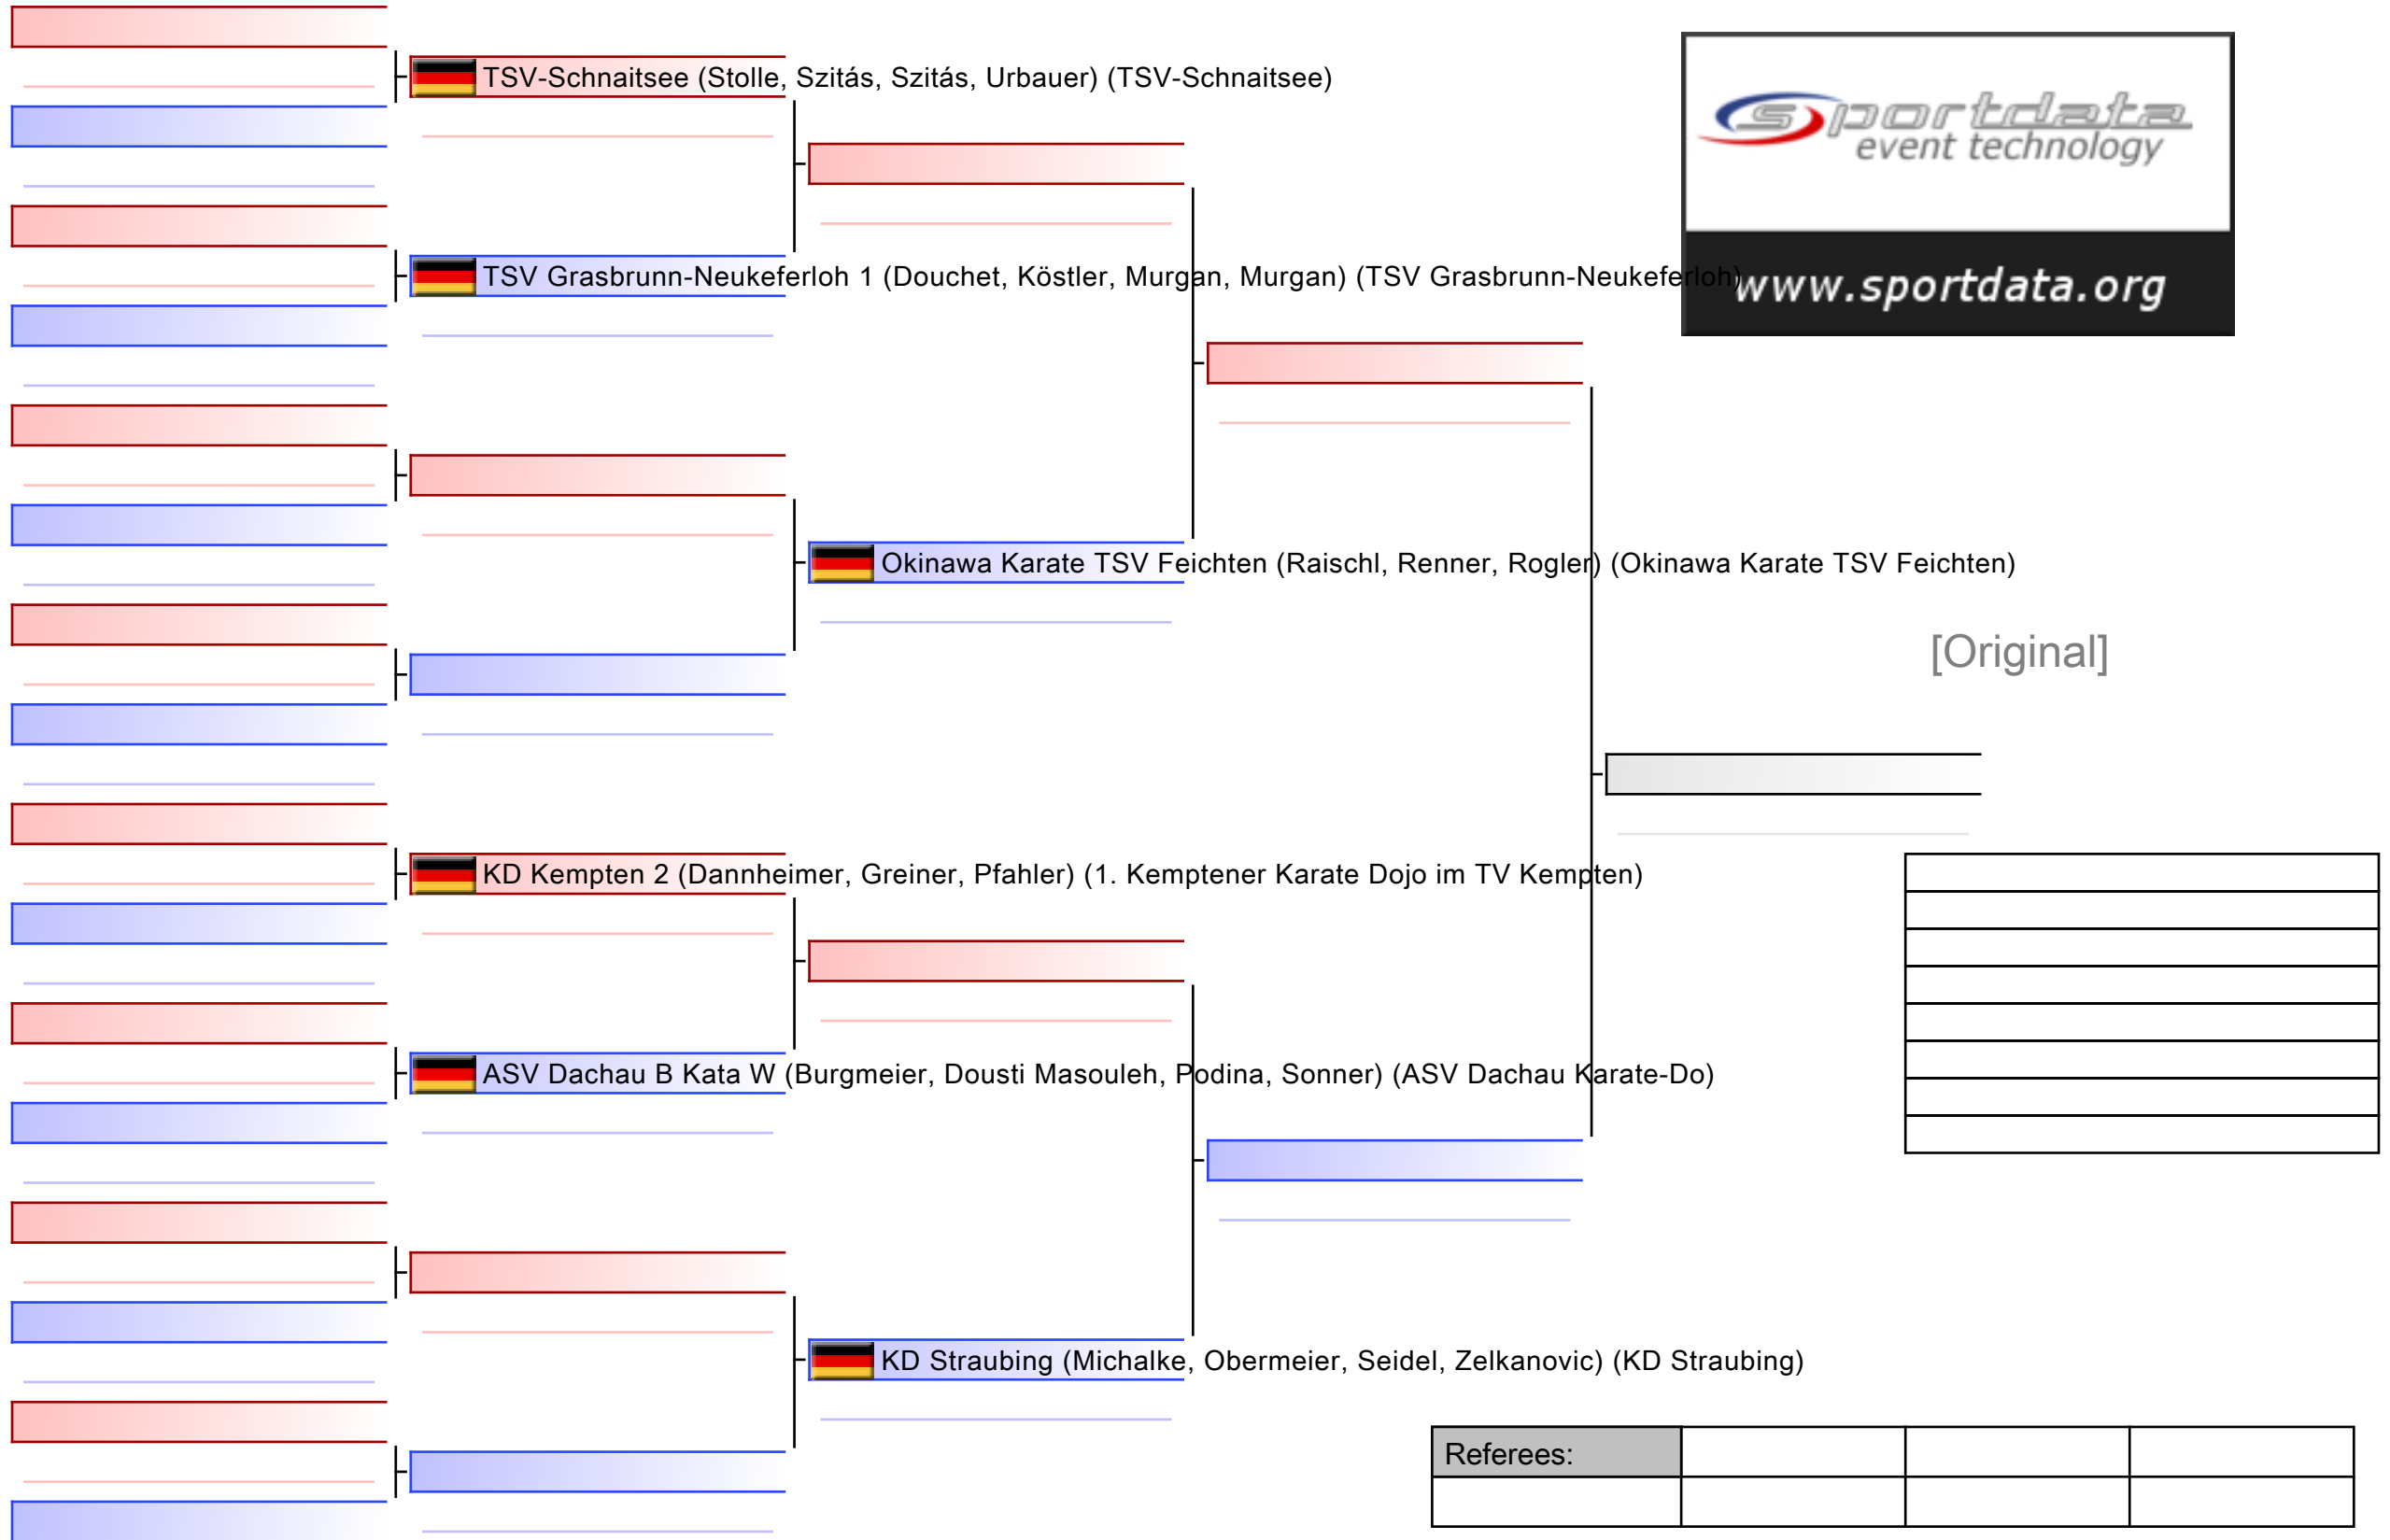 TSV-Schnaitsee (Stolle, Szitás, Szitás, Urbauer) (TSV-Schnaitsee)
sportdata
event technology
TSV Grasbrunn-Neukeferloh 1 (Douchet, Köstler, Murgan, Murgan) (TSV Grasbrunn-Neukeferloh)
www.sportdata.org
Okinawa Karate TSV Feichten (Raischl, Renner, Rogler) (Okinawa Karate TSV Feichten)
[Original]
KD Kempten 2 (Dannheimer, Greiner, Pfahler) (1. Kemptener Karate Dojo im TV Kempten)
ASV Dachau B Kata W (Burgmeier, Dousti Masouleh, Podina, Sonner) (ASV Dachau Karate-Do)
KD Straubing (Michalke, Obermeier, Seidel, Zelkanovic) (KD Straubing)
Referees: